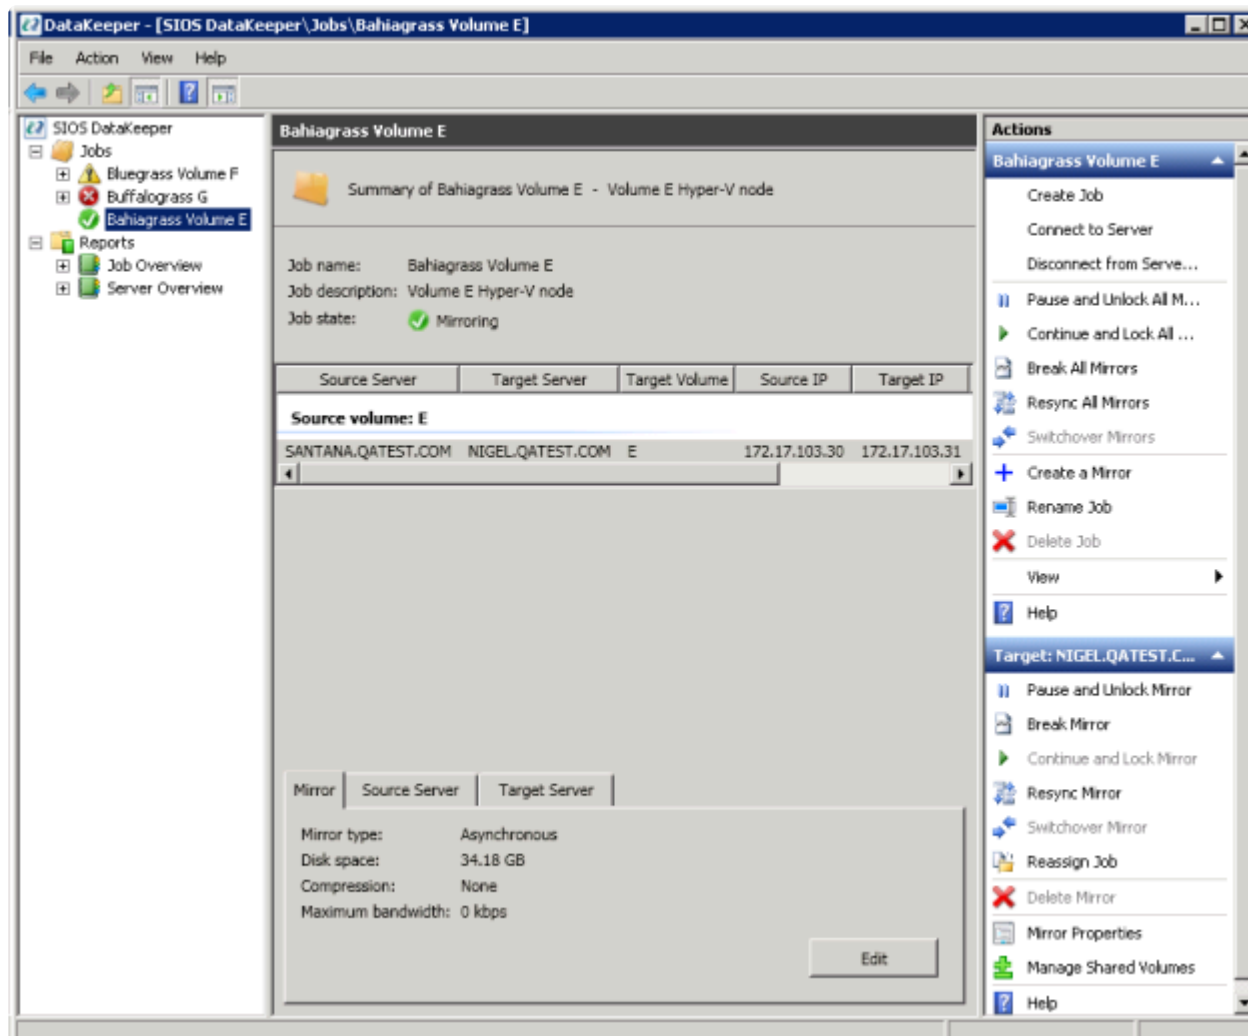 DataKeeper - [SIOS DataKeeper\Jobs\Bahiagrass Volume E]
File Action View Help
SIOS DataKeeper
Jobs
Bluegrass Volume F
Buffalograss G
Bahiagrass Volume E
Reports
Job Overview
Server Overview
Bahiagrass Volume E
Summary of Bahiagrass Volume E - Volume E Hyper-V node
Job name: Bahiagrass Volume E
Job description: Volume E Hyper-V node
Job state: Mirroring
Source Server Target Server Target Volume Source IP Target IP
Source volume: E
SANTANA.QATEST.COM NIGEL.QATEST.COM E 172.17.103.30 172.17.103.31
Mirror Source Server Target Server
Mirror type: Asynchronous
Disk space: 34.18 GB
Compression: None
Maximum bandwidth: 0 kbps
Edit
Actions
Bahiagrass Volume E
Create Job
Connect to Server
Disconnect from Serve...
Pause and Unlock All M...
Continue and Lock All ...
Break All Mirrors
Resync All Mirrors
Switchover Mirrors
Create a Mirror
Rename Job
Delete Job
View
Help
Target: NIGEL.QATEST.C...
Pause and Unlock Mirror
Break Mirror
Continue and Lock Mirror
Resync Mirror
Switchover Mirror
Reassign Job
Delete Mirror
Mirror Properties
Manage Shared Volumes
Help